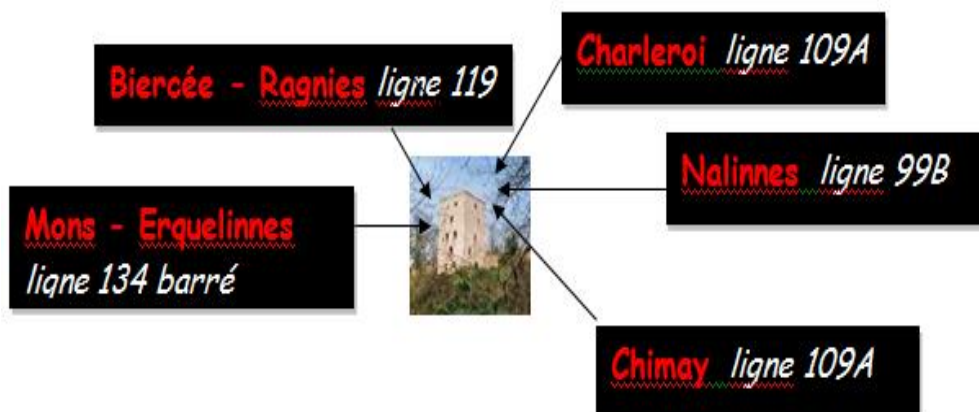 Biercée - Ragnies ligne 119
Charleroi ligne 109A
Nalinnes ligne 99B
Mons - Erquelinnes
ligne 134 barré
Chimay ligne 109A